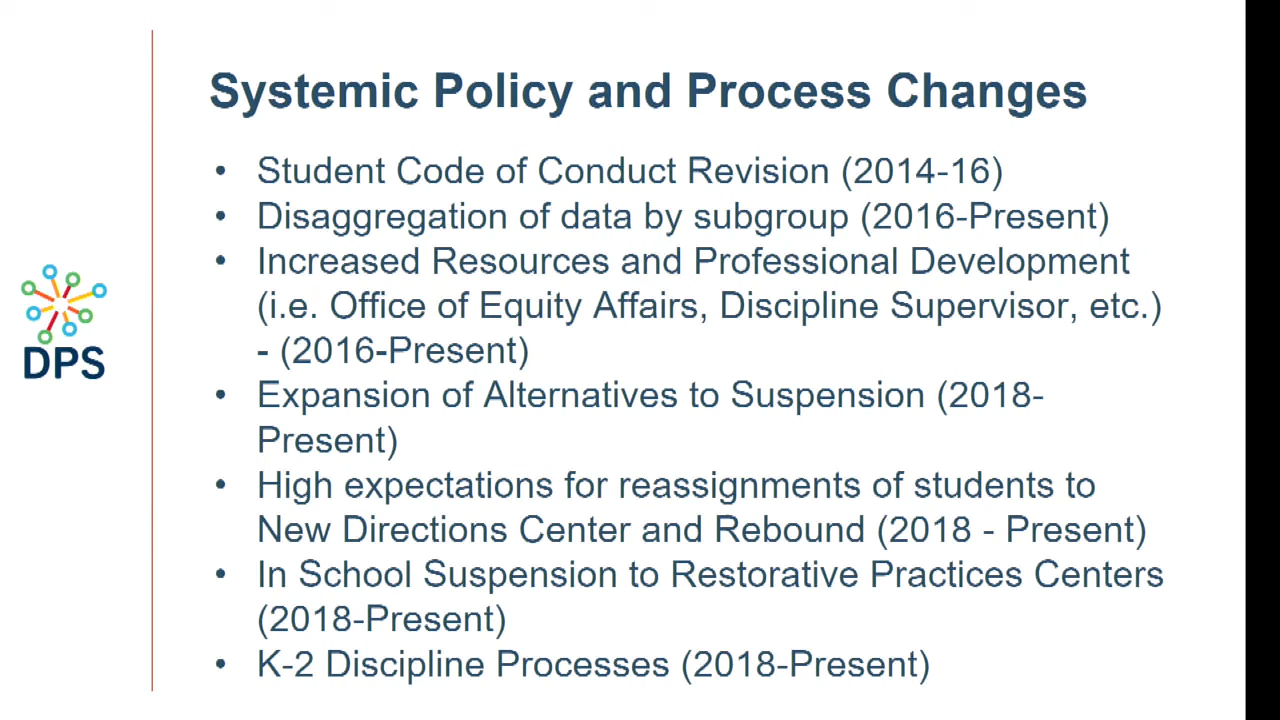 Systemic Policy and Process Changes
• Student Code of Conduct Revision (2014-16)
• Disaggregation of data by subgroup (2016-Present)
• Increased Resources and Professional Development
(i.e. Office of Equity Affairs, Discipline Supervisor, etc.)
- (2016-Present)
• Expansion of Alternatives to Suspension (2018-
Present)
• High expectations for reassignments of students to
New Directions Center and Rebound (2018 - Present)
• In School Suspension to Restorative Practices Centers
(2018-Present)
• K-2 Discipline Processes (2018-Present)
DPS